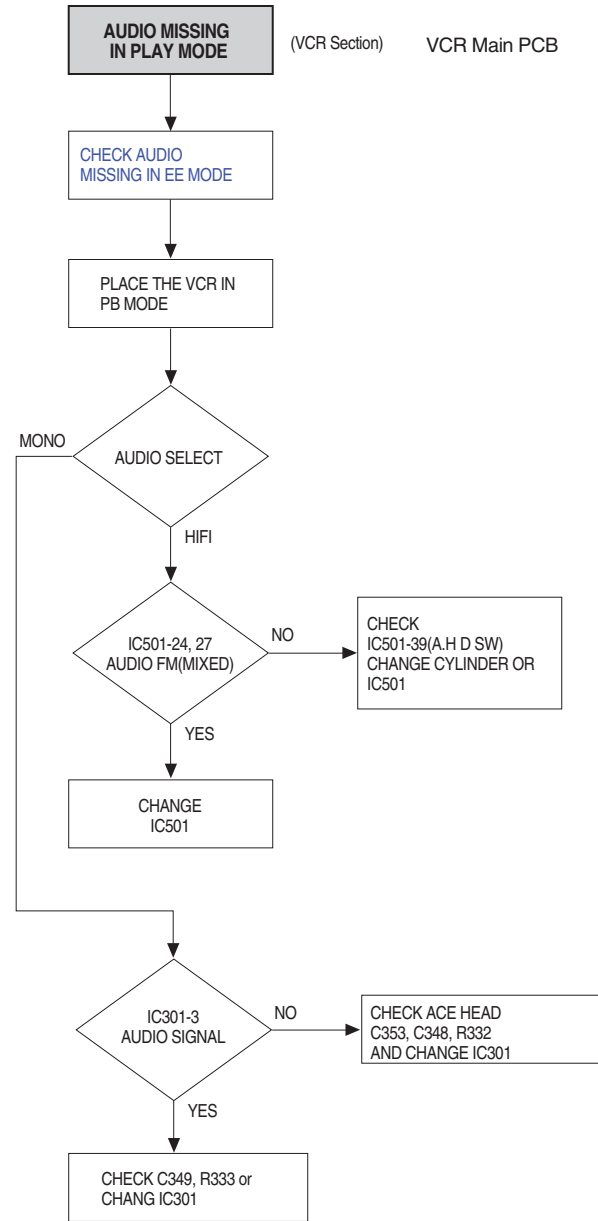 AUDIO MISSING
IN PLAY MODE
(VCR Section)
VCR Main PCB
CHECK AUDIO
MISSING IN EE MODE
PLACE THE VCR IN
PB MODE
MONO
AUDIO SELECT
HIFI
IC501-24, 27
AUDIO FM(MIXED)
NO
CHECK
IC501-39(A.H D SW)
CHANGE CYLINDER OR
IC501
YES
CHANGE
IC501
IC301-3
AUDIO SIGNAL
NO
CHECK ACE HEAD
C353, C348, R332
AND CHANGE IC301
YES
CHECK C349, R333 or
CHANG IC301